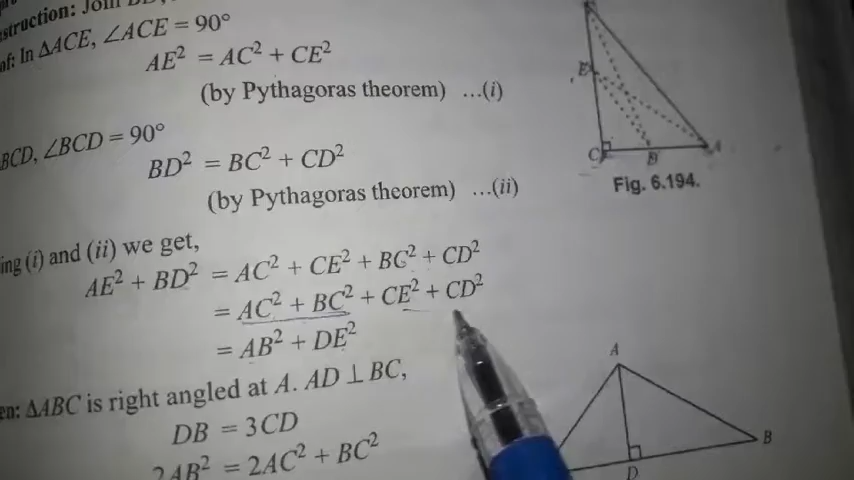 struction: Join
of: In ΔACE, ∠ACE = 90°
AE² = AC² + CE²
(by Pythagoras theorem) ...(i)
BCD, ∠BCD = 90°
BD² = BC² + CD²
(by Pythagoras theorem) ...(ii)
ing (i) and (ii) we get,
AE² + BD² = AC² + CE² + BC² + CD²
= AC² + BC² + CE² + CD²
= AB² + DE²
en: ΔABC is right angled at A. AD ⊥ BC,
DB = 3CD
2AB² = 2AC² + BC²
E
C
D
A
Fig. 6.194.
A
B
D